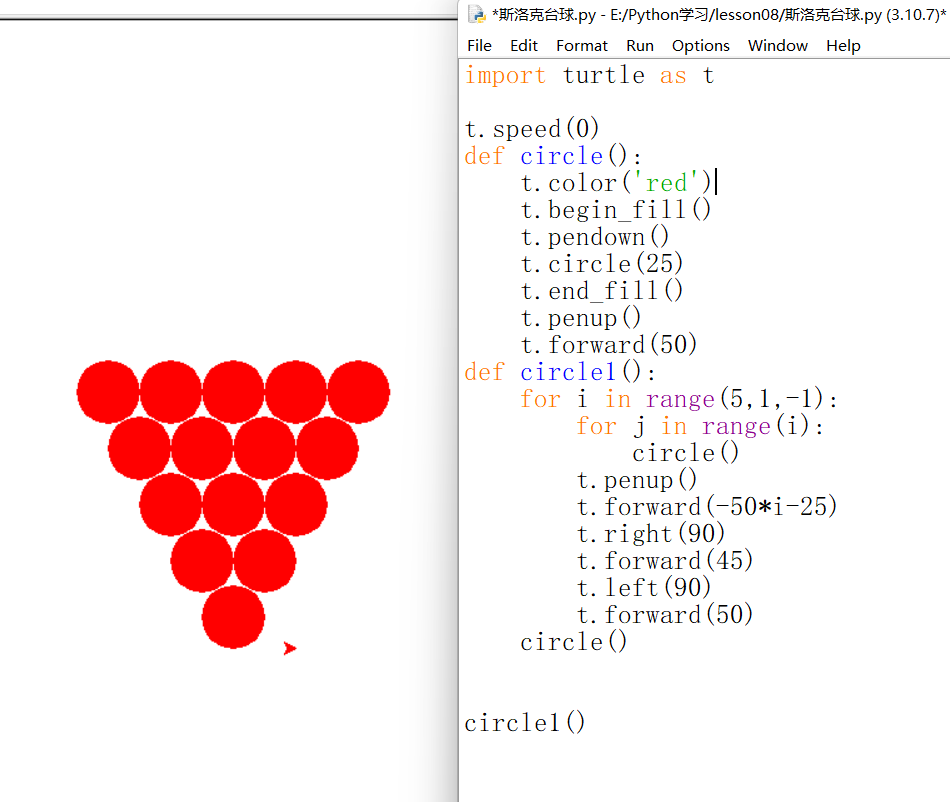 *斯洛克台球.py - E:/Python学习/lesson08/斯洛克台球.py (3.10.7)*
File Edit Format Run Options Window Help
import turtle as t
t.speed(0)
def circle():
    t.color('red')
    t.begin_fill()
    t.pendown()
    t.circle(25)
    t.end_fill()
    t.penup()
    t.forward(50)
def circle1():
    for i in range(5,1,-1):
        for j in range(i):
            circle()
        t.penup()
        t.forward(-50*i-25)
        t.right(90)
        t.forward(45)
        t.left(90)
        t.forward(50)
    circle()
circle1()